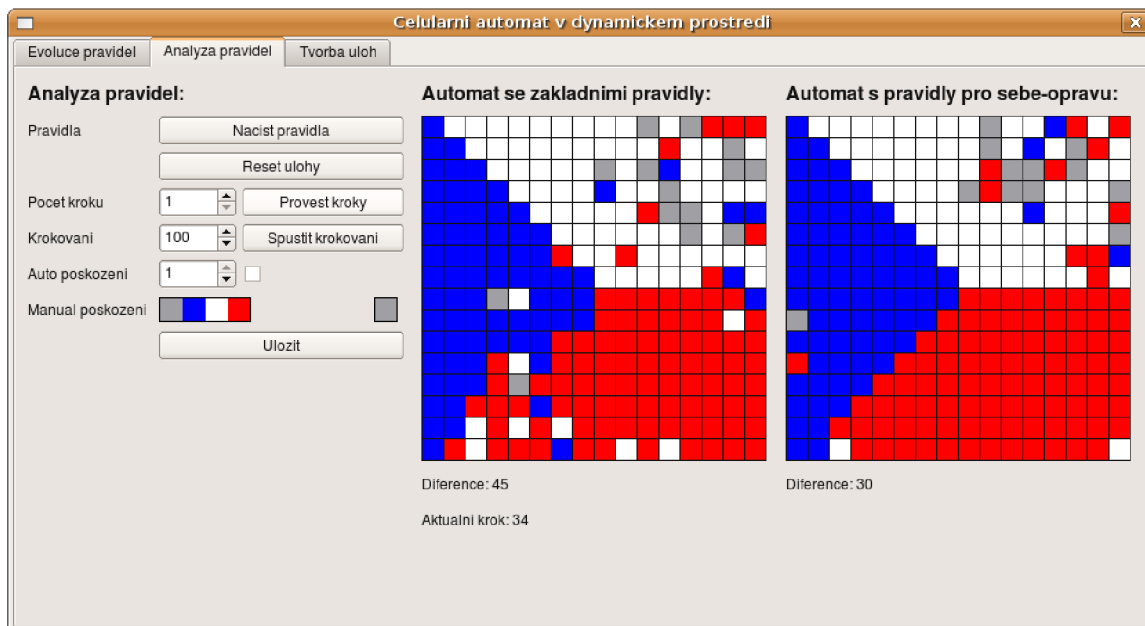 Celularni automat v dynamickem prostredi
Evoluce pravidel
Analyza pravidel
Tvorba uloh
Analyza pravidel:
Pravidla
Nacist pravidla
Reset ulohy
Pocet kroku
1
Provest kroky
Krokovani
100
Spustit krokovani
Auto poskozeni
1
Manual poskozeni
Ulozit
Automat se zakladnimi pravidly:
Diference: 45
Aktualni krok: 34
Automat s pravidly pro sebe-opravu:
Diference: 30